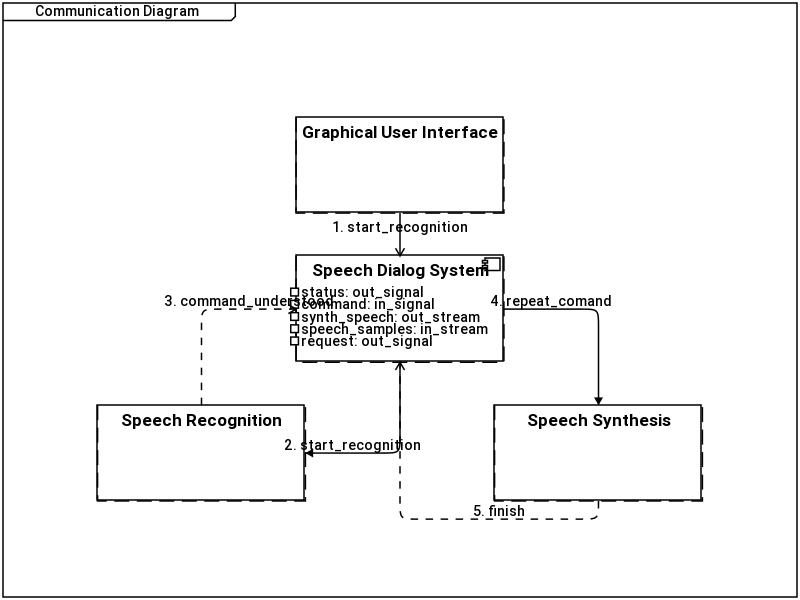 Communication Diagram
Graphical User Interface
1. start_recognition
Speech Dialog System
status: out_signal
3. command_understood
command: in_signal
4. repeat_comand
synth_speech: out_stream
speech_samples: in_stream
request: out_signal
Speech Recognition
Speech Synthesis
2. start_recognition
5. finish